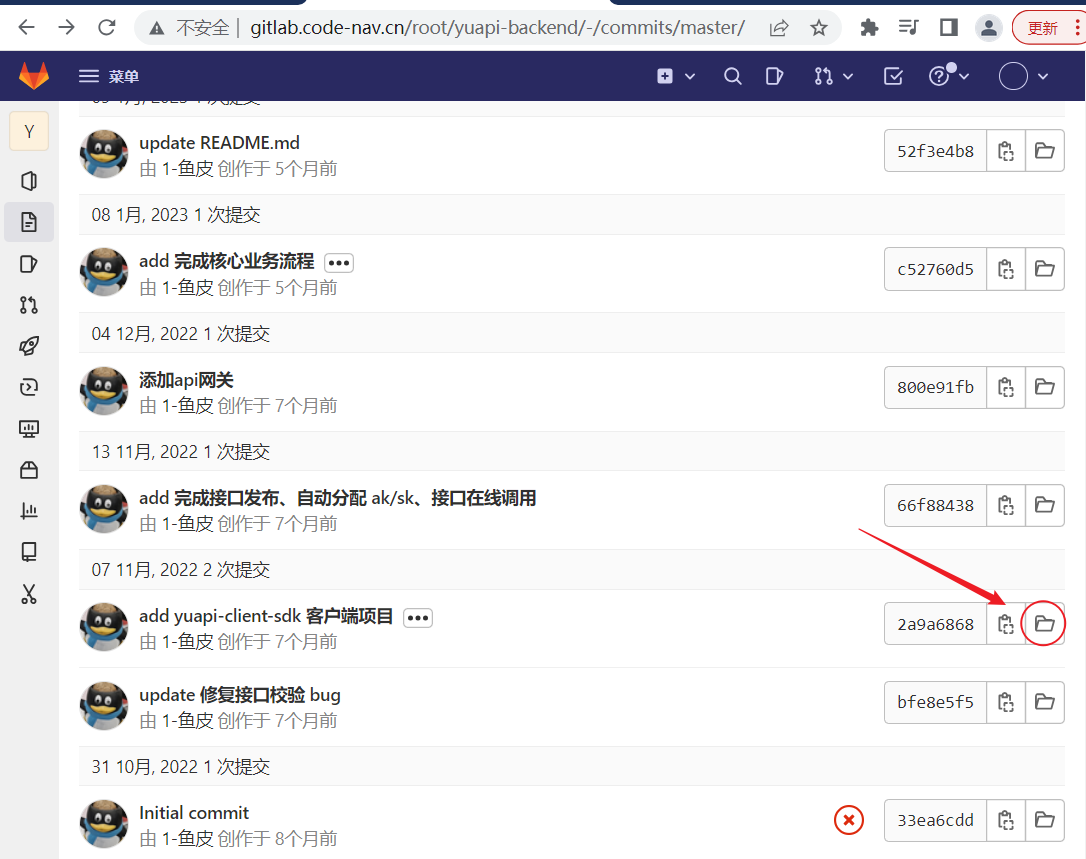 不安全 gitlab.code-nav.cn/root/yuapi-backend/-/commits/master/ 更新
菜单
Y
update README.md
由 1-鱼皮 创作于 5个月前
52f3e4b8
08 1月, 2023 1 次提交
add 完成核心业务流程
由 1-鱼皮 创作于 5个月前
c52760d5
04 12月, 2022 1 次提交
添加api网关
由 1-鱼皮 创作于 7个月前
800e91fb
13 11月, 2022 1 次提交
add 完成接口发布、自动分配 ak/sk、接口在线调用
由 1-鱼皮 创作于 7个月前
66f88438
07 11月, 2022 2 次提交
add yuapi-client-sdk 客户端项目
由 1-鱼皮 创作于 7个月前
2a9a6868
update 修复接口校验 bug
由 1-鱼皮 创作于 7个月前
bfe8e5f5
31 10月, 2022 1 次提交
Initial commit
由 1-鱼皮 创作于 8个月前
33ea6cdd